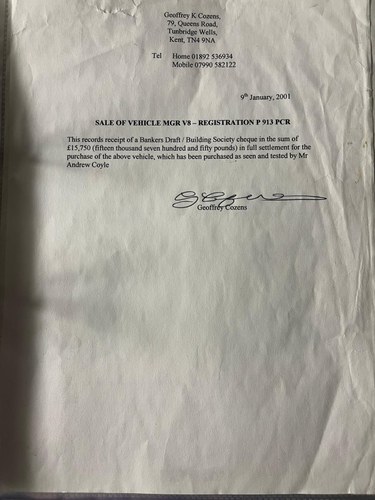 Geoffrey K Cozens,
79, Queens Road,
Tunbridge Wells,
Kent, TN4 9NA
Tel Home 01892 536934
Mobile 07990 582122
9th January, 2001
SALE OF VEHICLE MGR V8 – REGISTRATION P 913 PCR
This records receipt of a Bankers Draft / Building Society cheque in the sum of
£15,750 (fifteen thousand seven hundred and fifty pounds) in full settlement for the
purchase of the above vehicle, which has been purchased as seen and tested by Mr
Andrew Coyle
Geoffrey Cozens